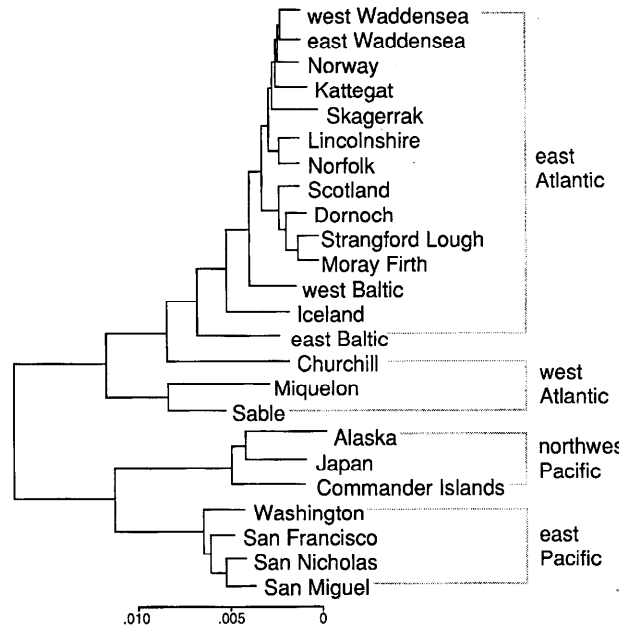 west Waddensea
east Waddensea
Norway
Kattegat
Skagerrak
Lincolnshire
Norfolk
east
Atlantic
Scotland
Dornoch
Strangford Lough
Moray Firth
west Baltic
Iceland
east Baltic
Churchill
west
Atlantic
Miquelon
Sable
Alaska
northwes
Pacific
Japan
Commander Islands
Washington
San Francisco
east
Pacific
San Nicholas
San Miguel
.010 .005 0